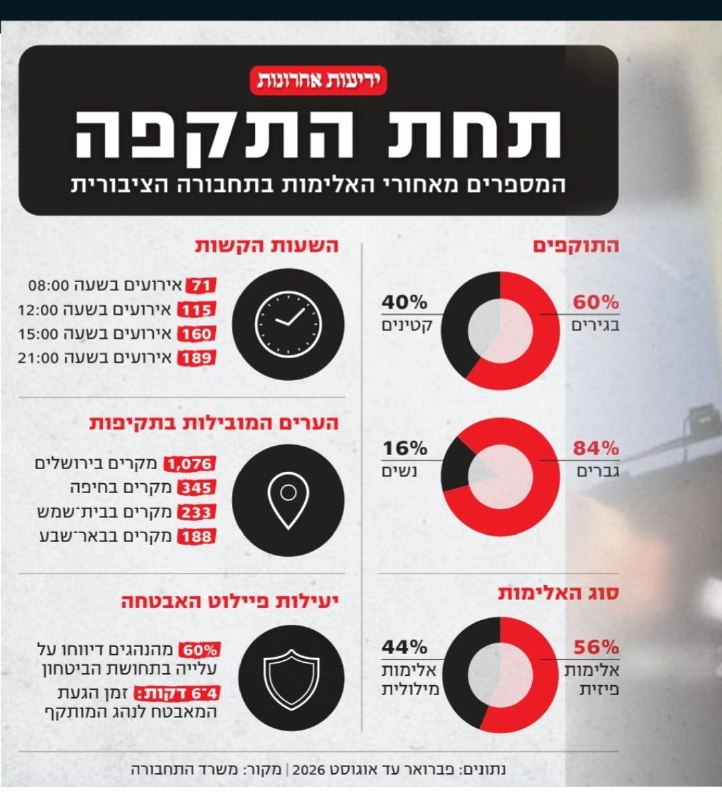 ידיעות אחרונות
תחת התקפה
המספרים מאחורי האלימות בתחבורה הציבורית
התוקפים
60%
בגירים
40%
קטינים
84%
גברים
16%
נשים
סוג האלימות
56%
אלימות
פיזית
44%
אלימות
מילולית
השעות הקשות
71 אירועים בשעה 08:00
115 אירועים בשעה 12:00
160 אירועים בשעה 15:00
189 אירועים בשעה 21:00
הערים המובילות בתקיפות
1,076 מקרים בירושלים
345 מקרים בחיפה
233 מקרים בבית־שמש
188 מקרים בבאר־שבע
יעילות פיילוט האבטחה
60% מהנהגים דיווחו על
עלייה בתחושת הביטחון
4־6 דקות: זמן הגעת
המאבטח לנהג המותקף
נתונים: פברואר עד אוגוסט 2026 | מקור: משרד התחבורה